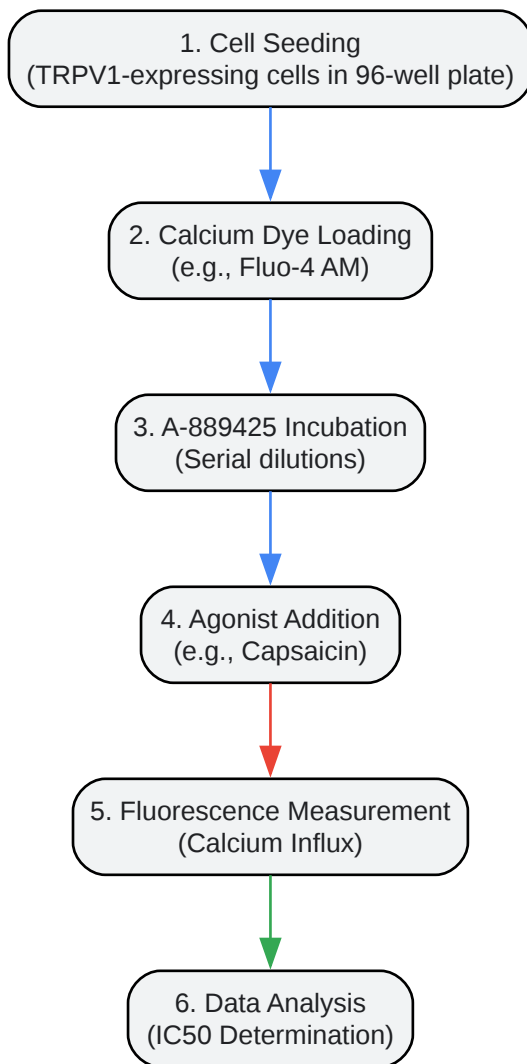 1. Cell Seeding
(TRPV1-expressing cells in 96-well plate)
2. Calcium Dye Loading
(e.g., Fluo-4 AM)
3. A-889425 Incubation
(Serial dilutions)
4. Agonist Addition
(e.g., Capsaicin)
5. Fluorescence Measurement
(Calcium Influx)
6. Data Analysis
(IC50 Determination)